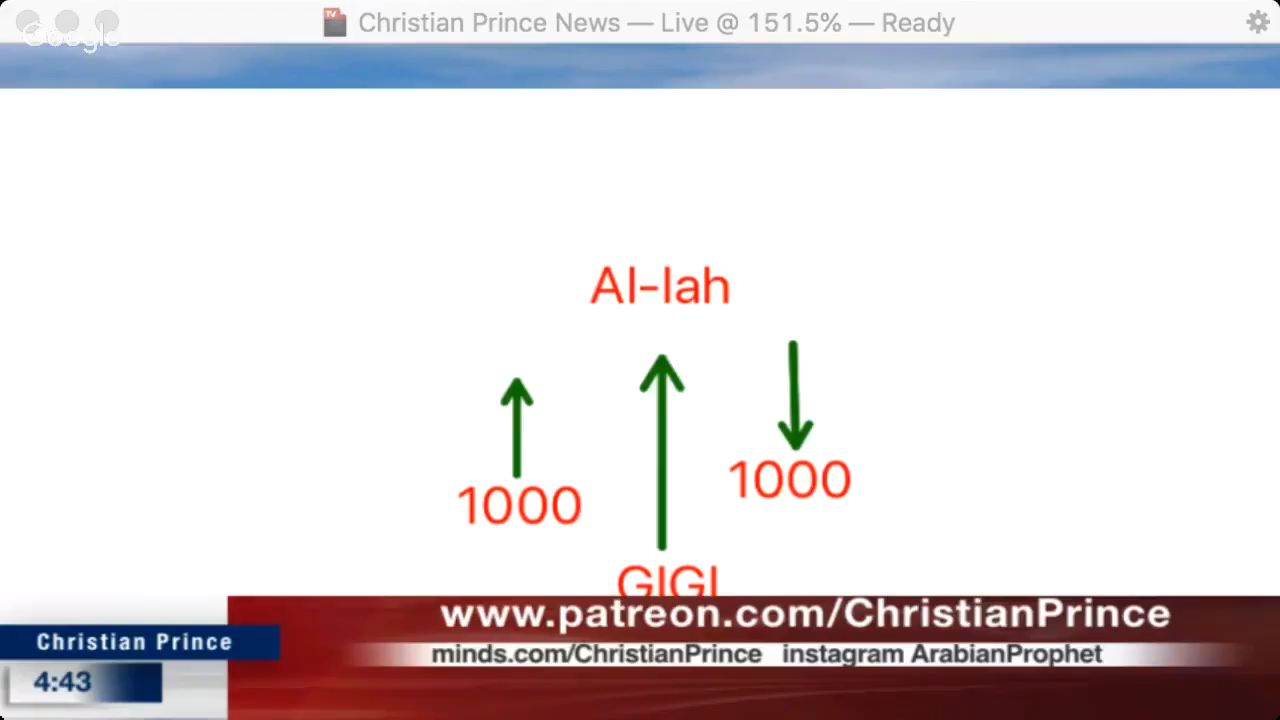 Google
Christian Prince News — Live @ 151.5% — Ready
Al-lah
1000
1000
GIGI
www.patreon.com/ChristianPrince
Christian Prince
minds.com/ChristianPrince instagram ArabianProphet
4:43